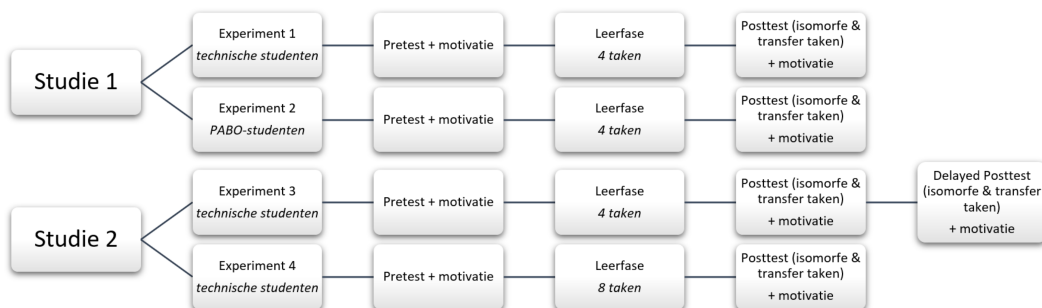 Studie 1
Experiment 1
technische studenten
Pretest + motivatie
Leerfase
4 taken
Posttest (isomorfe &
transfer taken)
+ motivatie
Experiment 2
PABO-studenten
Pretest + motivatie
Leerfase
4 taken
Posttest (isomorfe &
transfer taken)
+ motivatie
Studie 2
Experiment 3
technische studenten
Pretest + motivatie
Leerfase
4 taken
Posttest (isomorfe &
transfer taken)
+ motivatie
Delayed Posttest
(isomorfe & transfer
taken)
+ motivatie
Experiment 4
technische studenten
Pretest + motivatie
Leerfase
8 taken
Posttest (isomorfe &
transfer taken)
+ motivatie